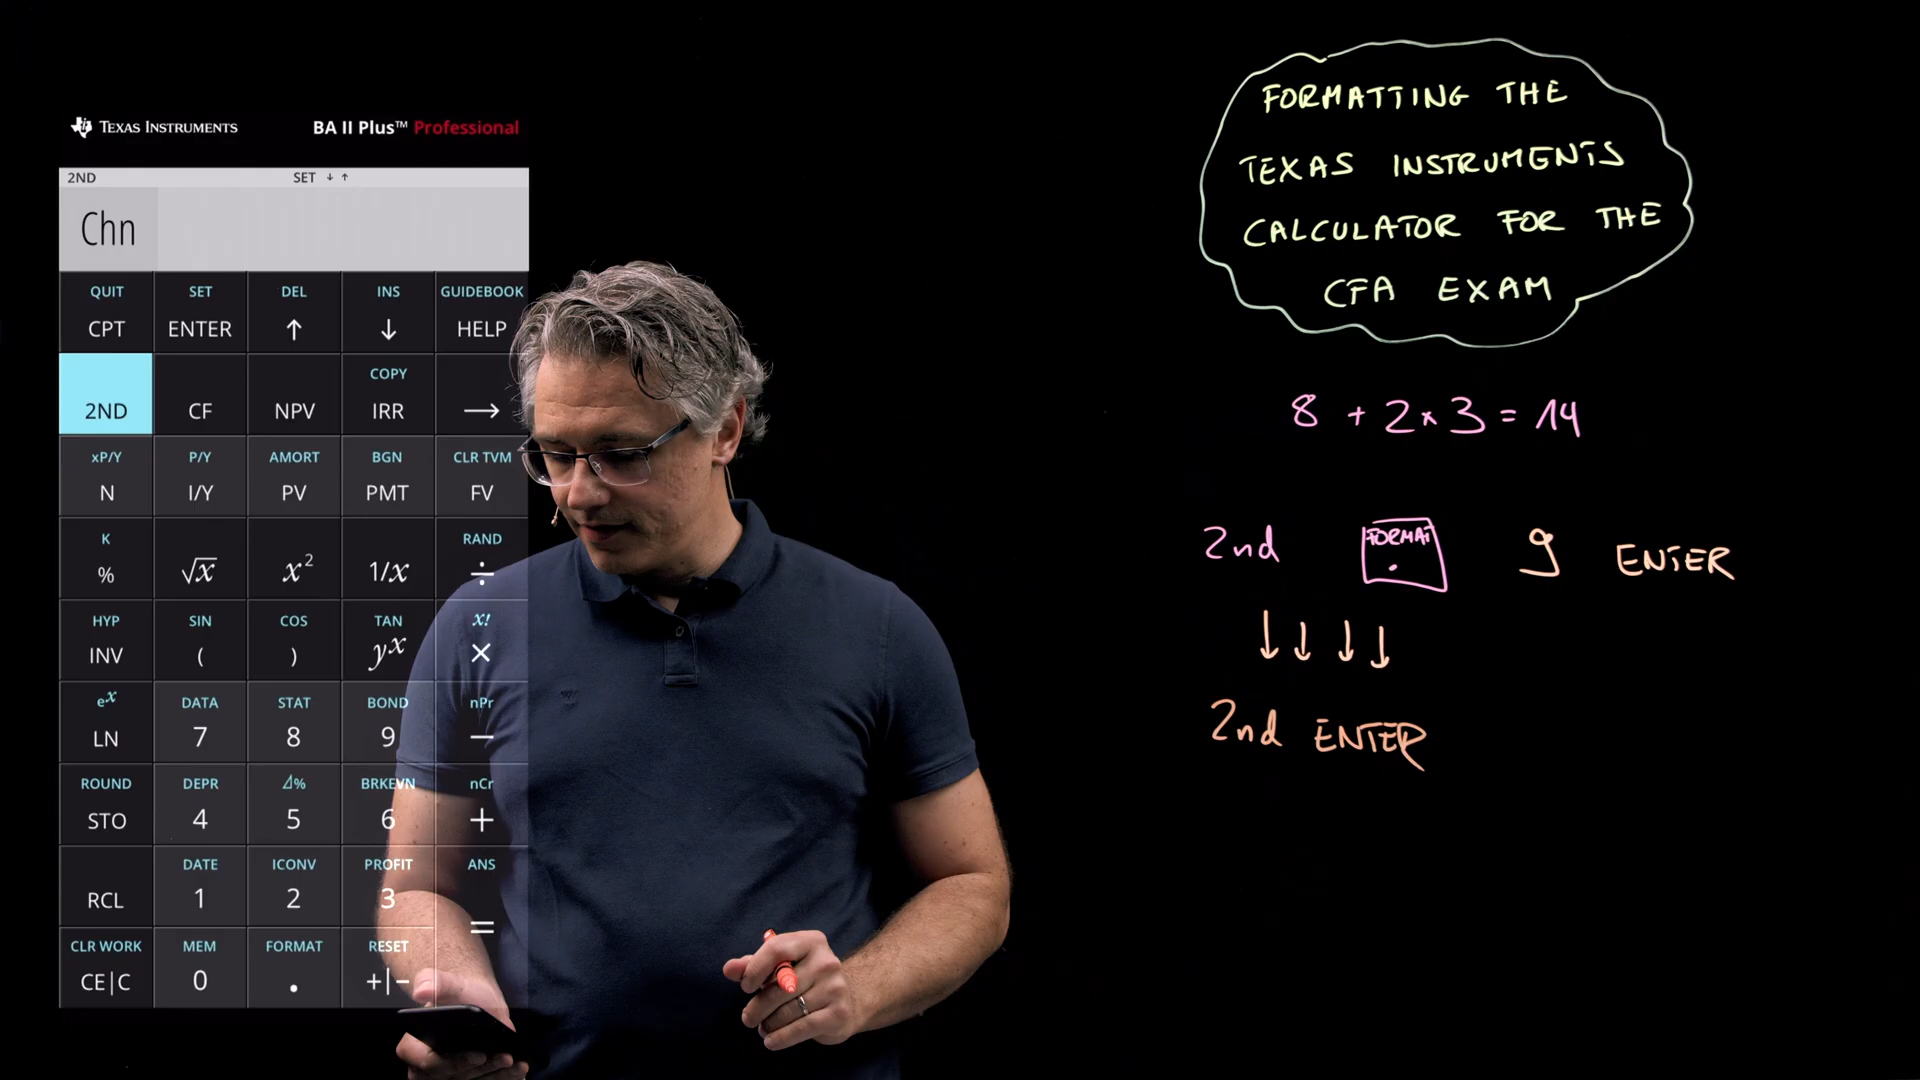 TEXAS INSTRUMENTS BA II Plus™ Professional
2ND SET ↓ ↑
Chn
QUIT SET DEL INS GUIDEBOOK
CPT ENTER ↑ ↓ HELP
COPY
2ND CF NPV IRR →
xP/Y P/Y AMORT BGN CLR TVM
N I/Y PV PMT FV
K RAND
% √x x² 1/x ÷
HYP SIN COS TAN x!
INV ( ) yˣ ×
eˣ DATA STAT BOND nPr
LN 7 8 9 −
ROUND DEPR Δ% BRKEVN nCr
STO 4 5 6 +
DATE ICONV PROFIT ANS
RCL 1 2 3 =
CLR WORK MEM FORMAT RESET
CE|C 0 . +|−
FORMATTING THE
TEXAS INSTRUMENTS
CALCULATOR FOR THE
CFA EXAM
8 + 2 × 3 = 14
2nd FORMAT . 9 ENTER
↓ ↓ ↓ ↓
2nd ENTER